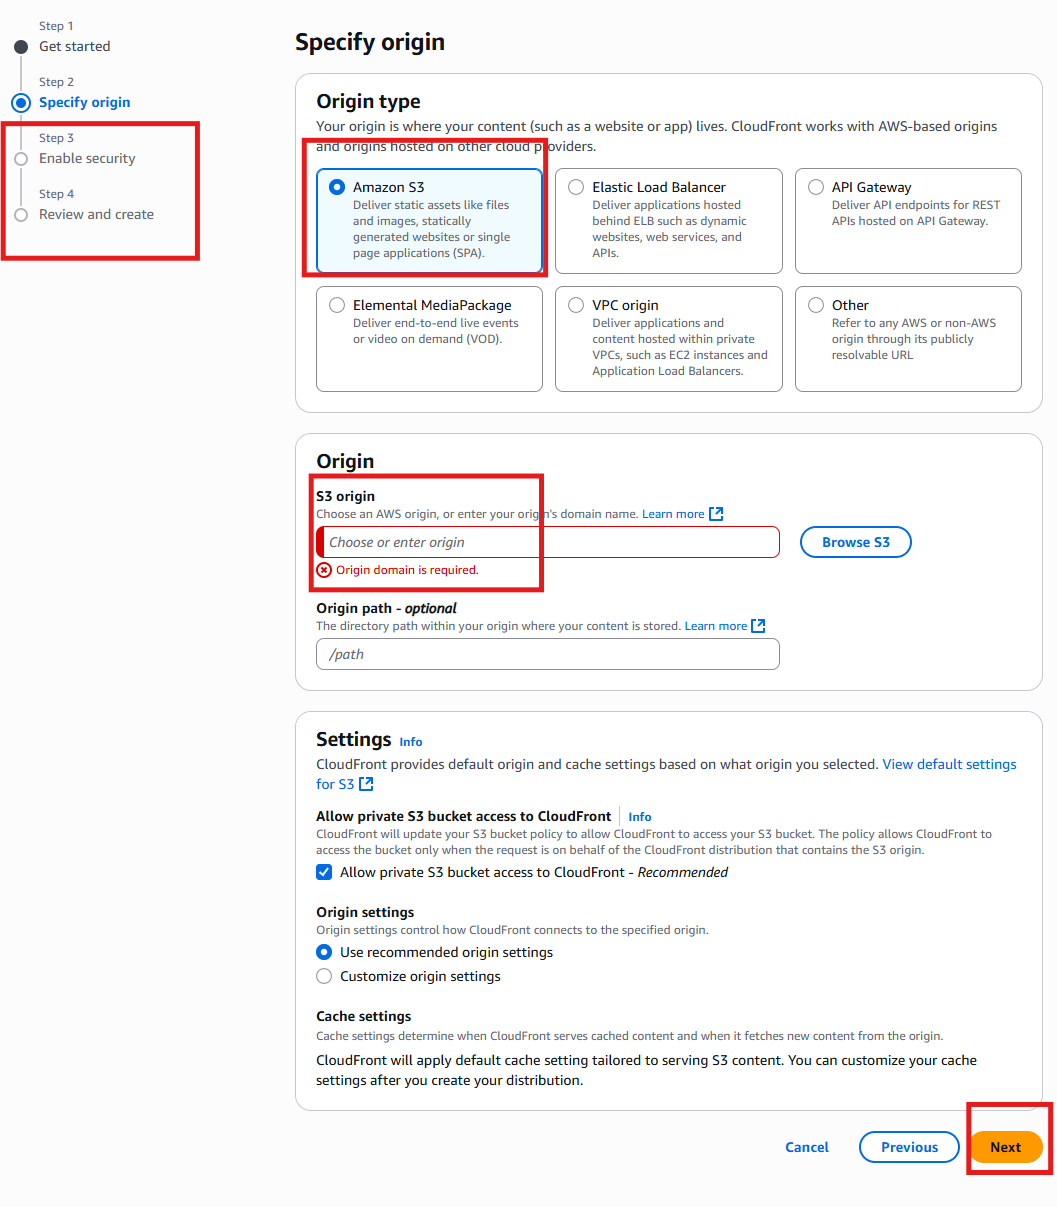 Step 1
Get started
Step 2
Specify origin
Step 3
Enable security
Step 4
Review and create
Specify origin
Origin type
Your origin is where your content (such as a website or app) lives. CloudFront works with AWS-based origins
and origins hosted on other cloud providers.
Amazon S3
Deliver static assets like files
and images, statically
generated websites or single
page applications (SPA).
Elastic Load Balancer
Deliver applications hosted
behind ELB such as dynamic
websites, web services, and
APIs.
API Gateway
Deliver API endpoints for REST
APIs hosted on API Gateway.
Elemental MediaPackage
Deliver end-to-end live events
or video on demand (VOD).
VPC origin
Deliver applications and
content hosted within private
VPCs, such as EC2 instances and
Application Load Balancers.
Other
Refer to any AWS or non-AWS
origin through its publicly
resolvable URL
Origin
S3 origin
Choose an AWS origin, or enter your origin's domain name. Learn more
Choose or enter origin
Browse S3
Origin domain is required.
Origin path - optional
The directory path within your origin where your content is stored. Learn more
/path
Settings Info
CloudFront provides default origin and cache settings based on what origin you selected. View default settings
for S3
Allow private S3 bucket access to CloudFront Info
CloudFront will update your S3 bucket policy to allow CloudFront to access your S3 bucket. The policy allows CloudFront to
access the bucket only when the request is on behalf of the CloudFront distribution that contains the S3 origin.
Allow private S3 bucket access to CloudFront - Recommended
Origin settings
Origin settings control how CloudFront connects to the specified origin.
Use recommended origin settings
Customize origin settings
Cache settings
Cache settings determine when CloudFront serves cached content and when it fetches new content from the origin.
CloudFront will apply default cache setting tailored to serving S3 content. You can customize your cache
settings after you create your distribution.
Cancel
Previous
Next